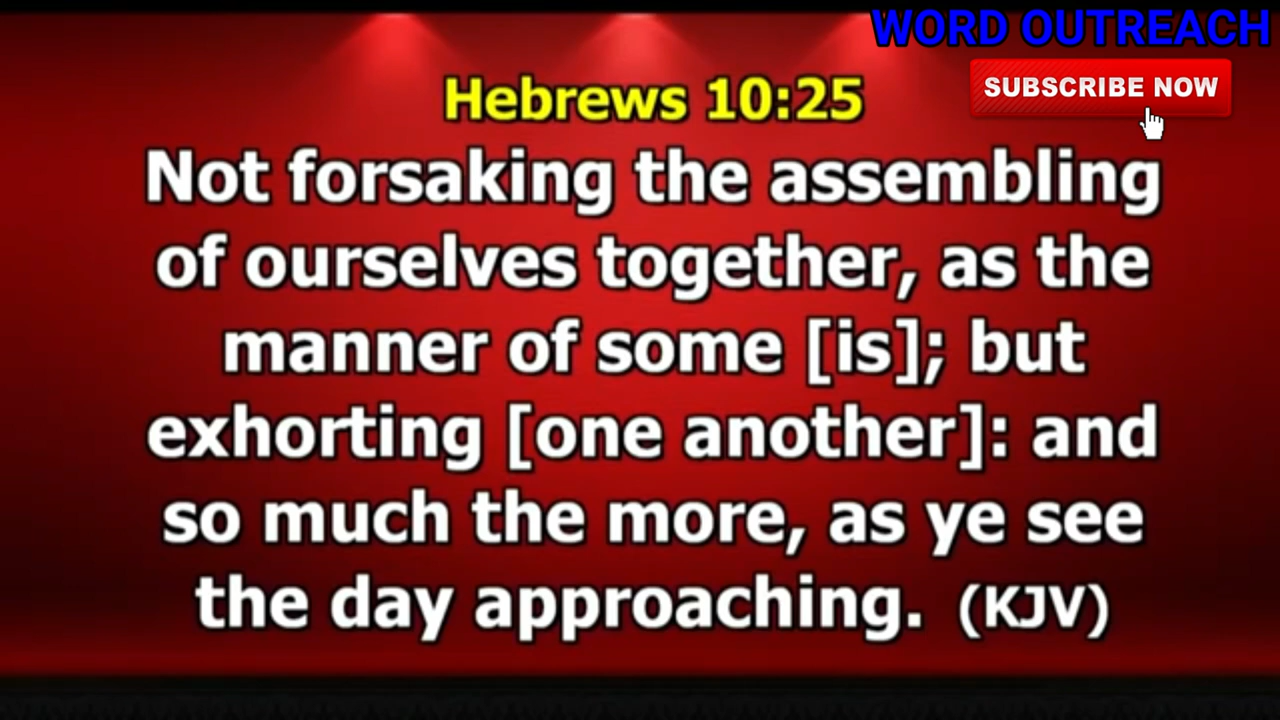 WORD OUTREACH
SUBSCRIBE NOW
Hebrews 10:25
Not forsaking the assembling
of ourselves together, as the
manner of some [is]; but
exhorting [one another]: and
so much the more, as ye see
the day approaching. (KJV)